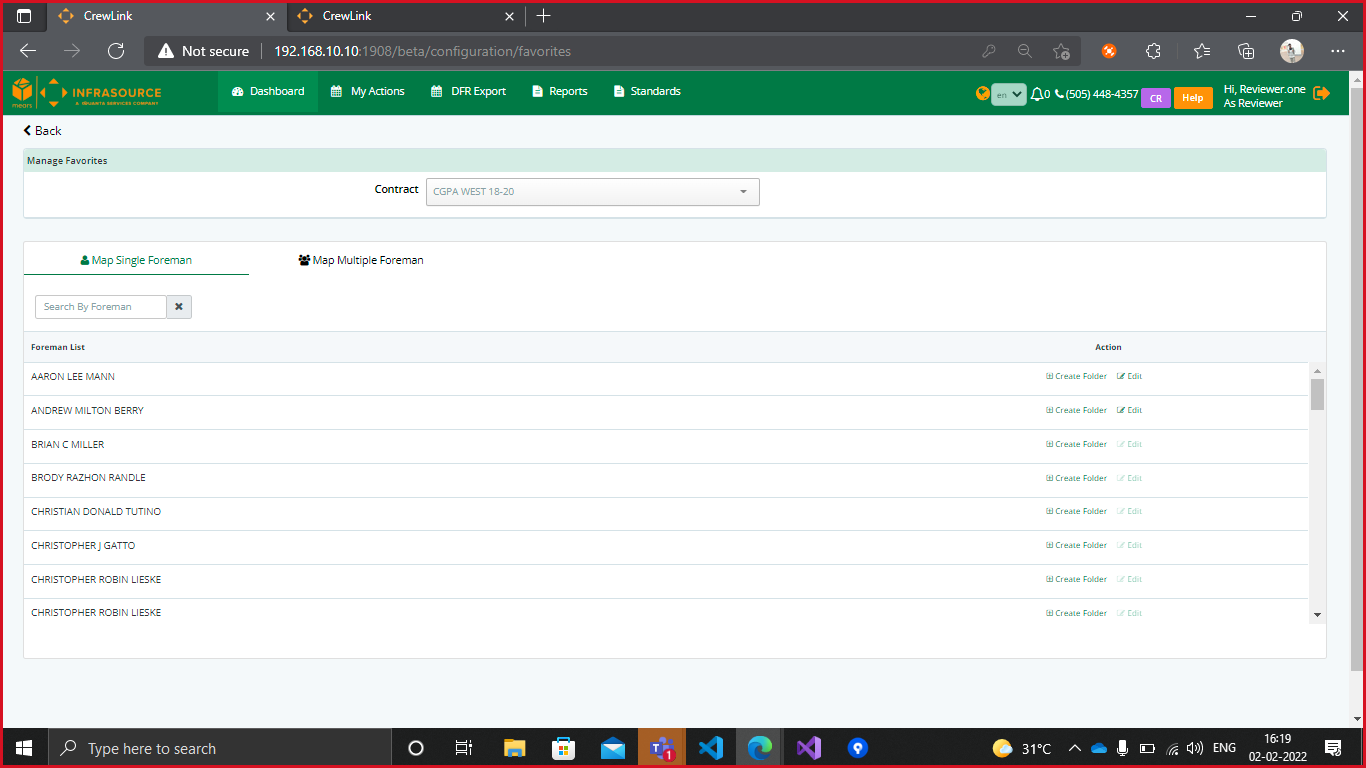 CrewLink
CrewLink
Not secure
192.168.10.10:1908/beta/configuration/favorites
mears
INFRASOURCE
A QUANTA SERVICES COMPANY
Dashboard
My Actions
DFR Export
Reports
Standards
en
0
(505) 448-4357
CR
Help
Hi, Reviewer.one
As Reviewer
Back
Manage Favorites
Contract
CGPA WEST 18-20
Map Single Foreman
Map Multiple Foreman
Search By Foreman
Foreman List
Action
AARON LEE MANN
Create Folder
Edit
ANDREW MILTON BERRY
Create Folder
Edit
BRIAN C MILLER
Create Folder
Edit
BRODY RAZHON RANDLE
Create Folder
Edit
CHRISTIAN DONALD TUTINO
Create Folder
Edit
CHRISTOPHER J GATTO
Create Folder
Edit
CHRISTOPHER ROBIN LIESKE
Create Folder
Edit
CHRISTOPHER ROBIN LIESKE
Create Folder
Edit
Type here to search
1
31°C
ENG
16:19
02-02-2022